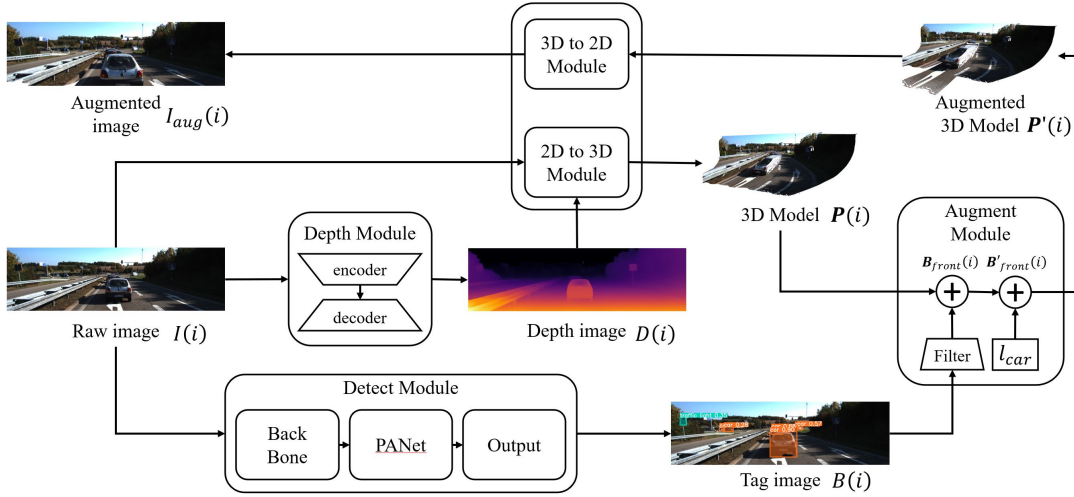 3D to 2D
Module
Augmented
image
I_aug(i)
Augmented
3D Model P'(i)
2D to 3D
Module
3D Model P(i)
Augment
Module
B_front(i) B'_front(i)
Depth Module
encoder
decoder
Raw image I(i)
Depth image D(i)
Filter
l_car
Detect Module
Back
Bone
PANet
Output
Tag image B(i)